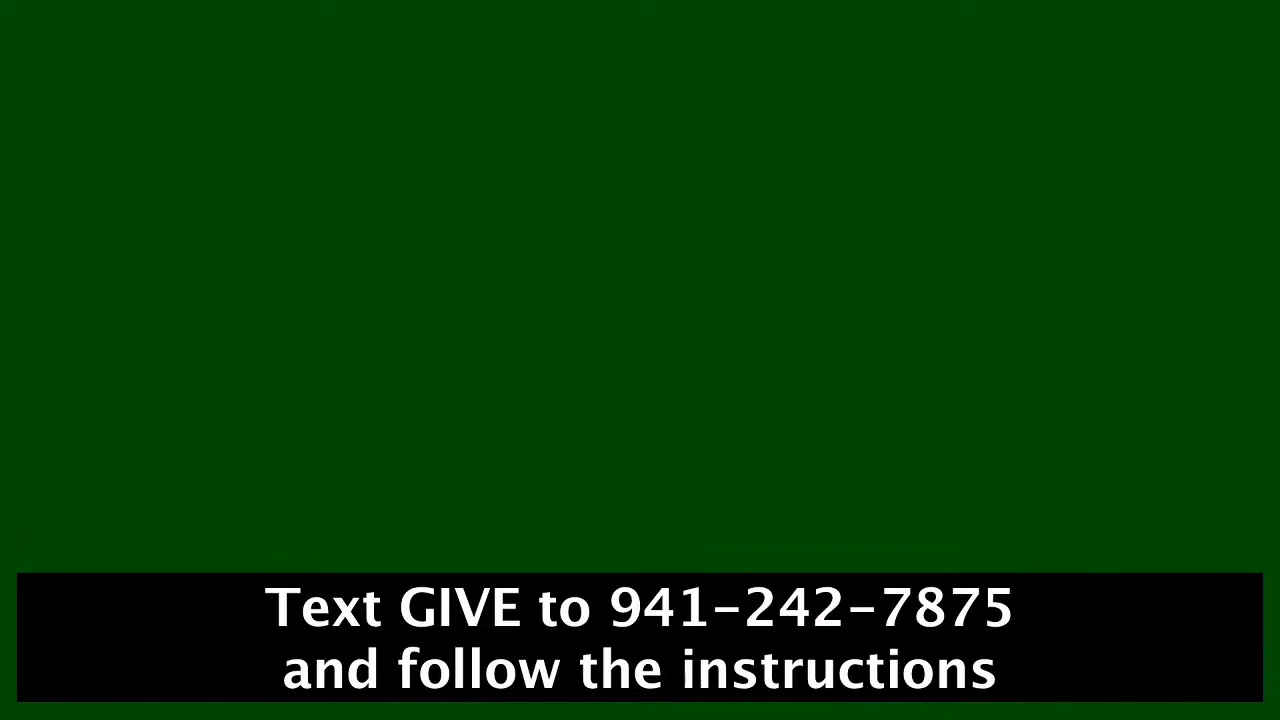 Text GIVE to 941-242-7875
and follow the instructions